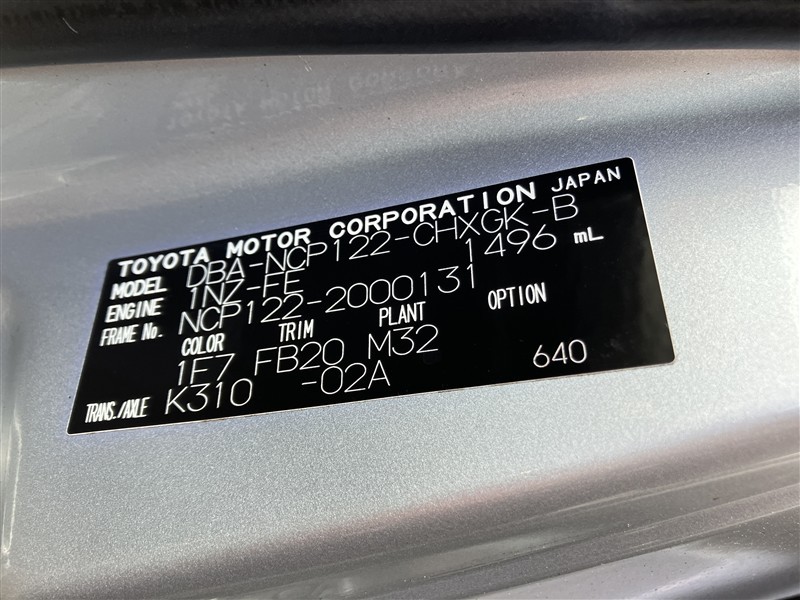 TOYOTA MOTOR CORPORATION JAPAN
MODEL DBA-NCP122-CHXGK-B
ENGINE 1NZ-FE 1496 mL
FRAME No. NCP122-2000131
COLOR TRIM PLANT OPTION
1F7 FB20 M32
TRANS./AXLE K310 -02A 640